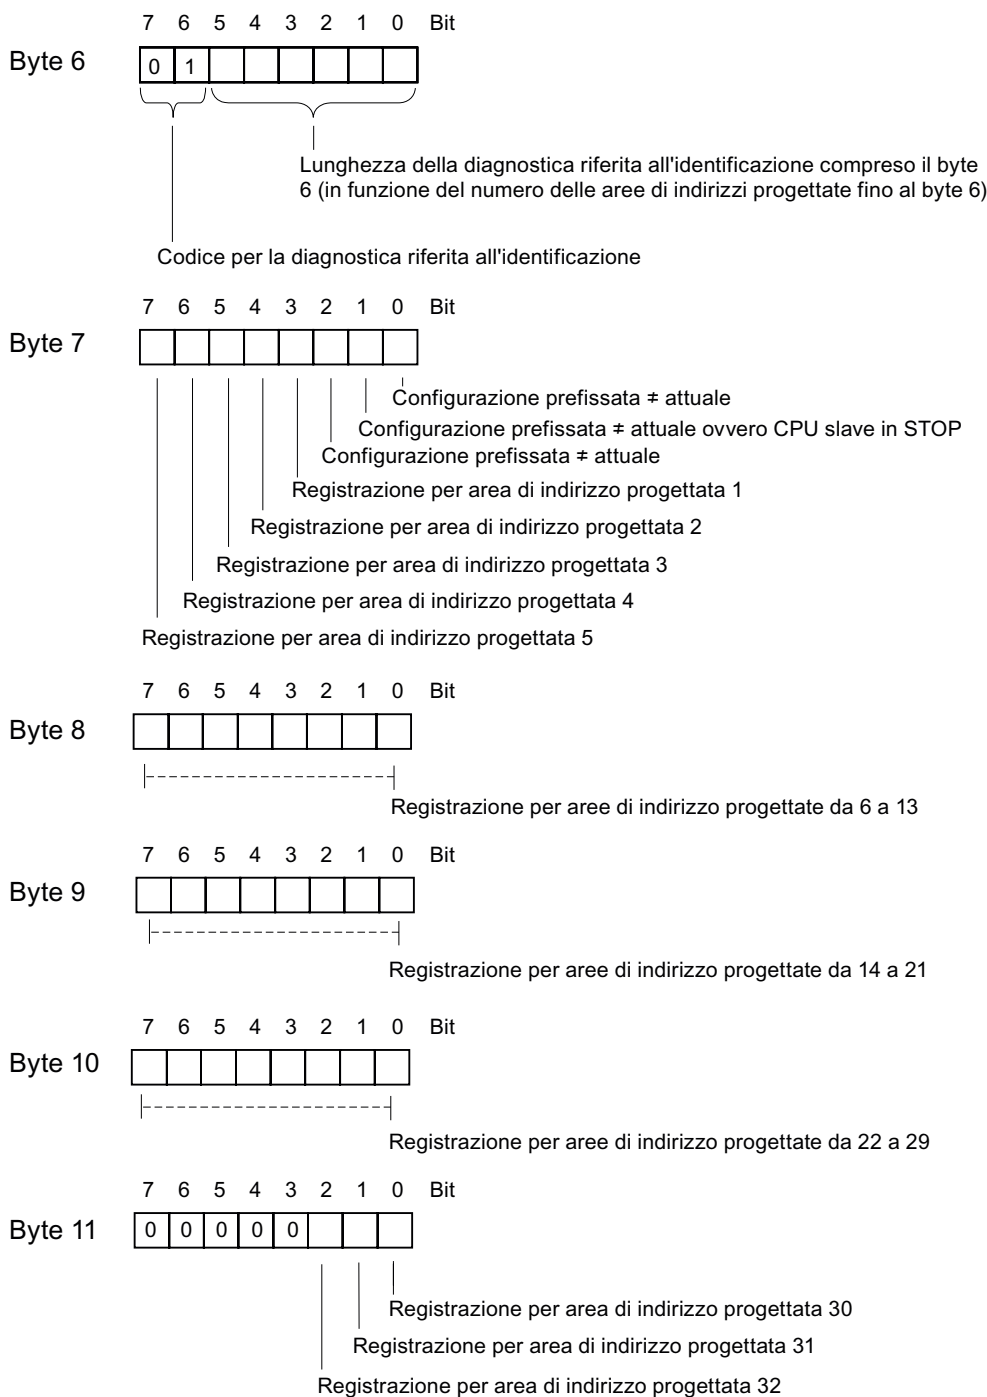 7 6 5 4 3 2 1 0 Bit
Byte 6
0 1
Lunghezza della diagnostica riferita all'identificazione compreso il byte
6 (in funzione del numero delle aree di indirizzi progettate fino al byte 6)
Codice per la diagnostica riferita all'identificazione
7 6 5 4 3 2 1 0 Bit
Byte 7
Configurazione prefissata ≠ attuale
Configurazione prefissata ≠ attuale ovvero CPU slave in STOP
Configurazione prefissata ≠ attuale
Registrazione per area di indirizzo progettata 1
Registrazione per area di indirizzo progettata 2
Registrazione per area di indirizzo progettata 3
Registrazione per area di indirizzo progettata 4
Registrazione per area di indirizzo progettata 5
7 6 5 4 3 2 1 0 Bit
Byte 8
Registrazione per aree di indirizzo progettate da 6 a 13
7 6 5 4 3 2 1 0 Bit
Byte 9
Registrazione per aree di indirizzo progettate da 14 a 21
7 6 5 4 3 2 1 0 Bit
Byte 10
Registrazione per aree di indirizzo progettate da 22 a 29
7 6 5 4 3 2 1 0 Bit
Byte 11
0 0 0 0 0
Registrazione per area di indirizzo progettata 30
Registrazione per area di indirizzo progettata 31
Registrazione per area di indirizzo progettata 32